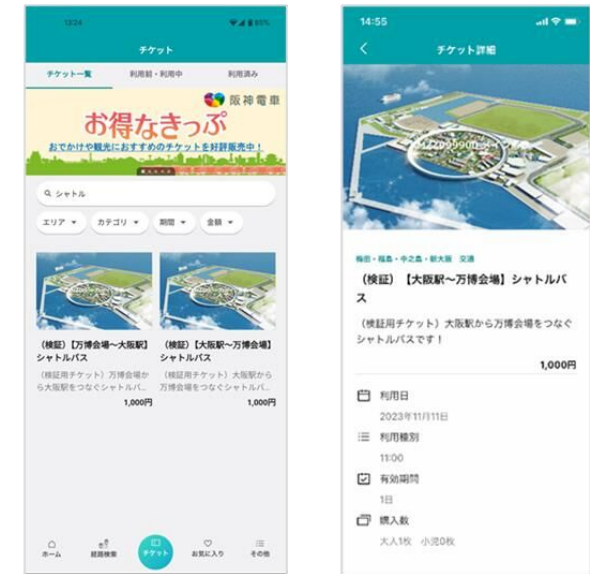 13:24
85%
チケット
チケット一覧
利用前・利用中
利用済み
阪神電車
お得なきっぷ
おでかけや観光におすすめのチケットを好評販売中!
シャトル
エリア
カテゴリ
期間
金額
(検証)【万博会場~大阪駅】
シャトルバス
(検証用チケット)万博会場か
ら大阪駅をつなぐシャトルバ...
1,000円
(検証)【大阪駅~万博会場】
シャトルバス
(検証用チケット)大阪駅から
万博会場をつなぐシャトルバ...
1,000円
ホーム
経路検索
チケット
お気に入り
その他
14:55
チケット詳細
梅田・福島・中之島・新大阪 交通
(検証)【大阪駅~万博会場】シャトルバ
ス
(検証用チケット)大阪駅から万博会場をつなぐ
シャトルバスです!
1,000円
利用日
2023年11月11日
利用種別
11:00
有効期間
1日
購入数
大人1枚 小児0枚